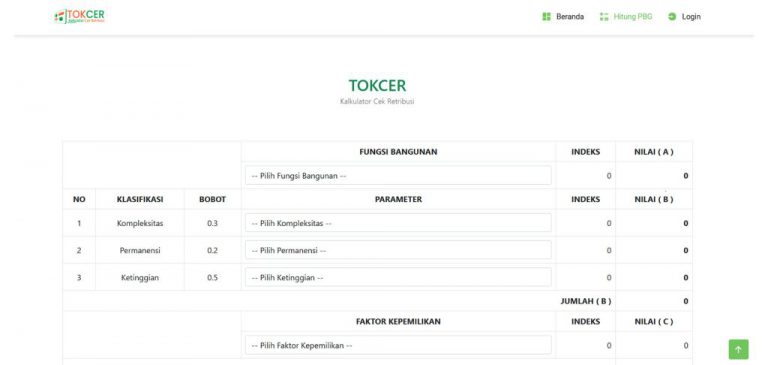 TOKCER
Kalkulator Cek Retribusi
Beranda
Hitung PBG
Login
TOKCER
Kalkulator Cek Retribusi
FUNGSI BANGUNAN INDEKS NILAI ( A )
-- Pilih Fungsi Bangunan -- 0 0
NO KLASIFIKASI BOBOT PARAMETER INDEKS NILAI ( B )
1 Kompleksitas 0.3 -- Pilih Kompleksitas -- 0 0
2 Permanensi 0.2 -- Pilih Permanensi -- 0 0
3 Ketinggian 0.5 -- Pilih Ketinggian -- 0 0
JUMLAH ( B ) 0
FAKTOR KEPEMILIKAN INDEKS NILAI ( C )
-- Pilih Faktor Kepemilikan -- 0 0